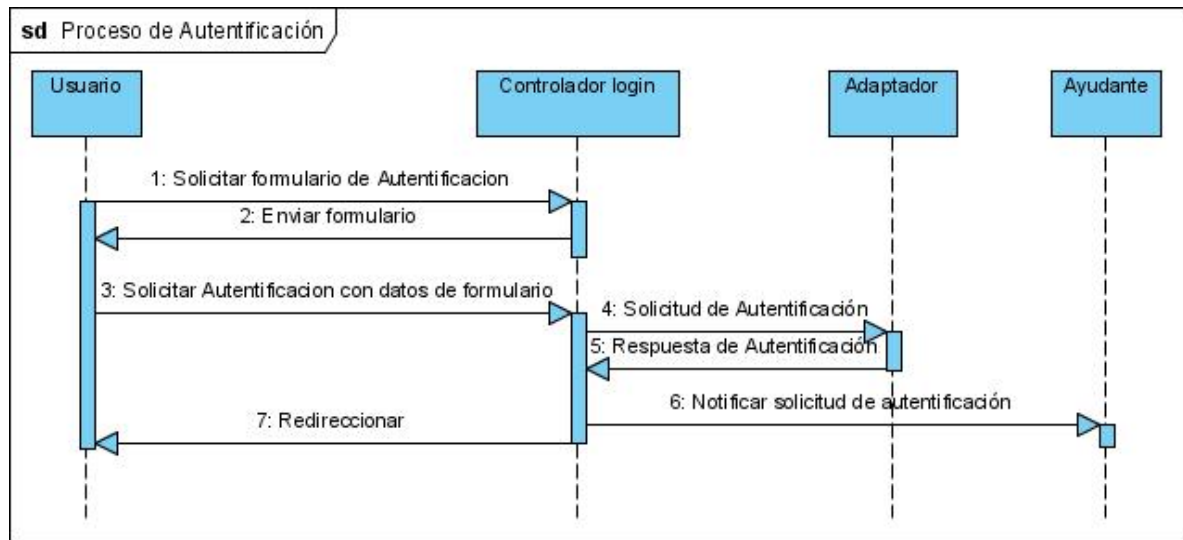 sd Proceso de Autentificación
Usuario
Controlador login
Adaptador
Ayudante
1: Solicitar formulario de Autentificacion
2: Enviar formulario
3: Solicitar Autentificacion con datos de formulario
4: Solicitud de Autentificación
5: Respuesta de Autentificación
6: Notificar solicitud de autentificación
7: Redireccionar